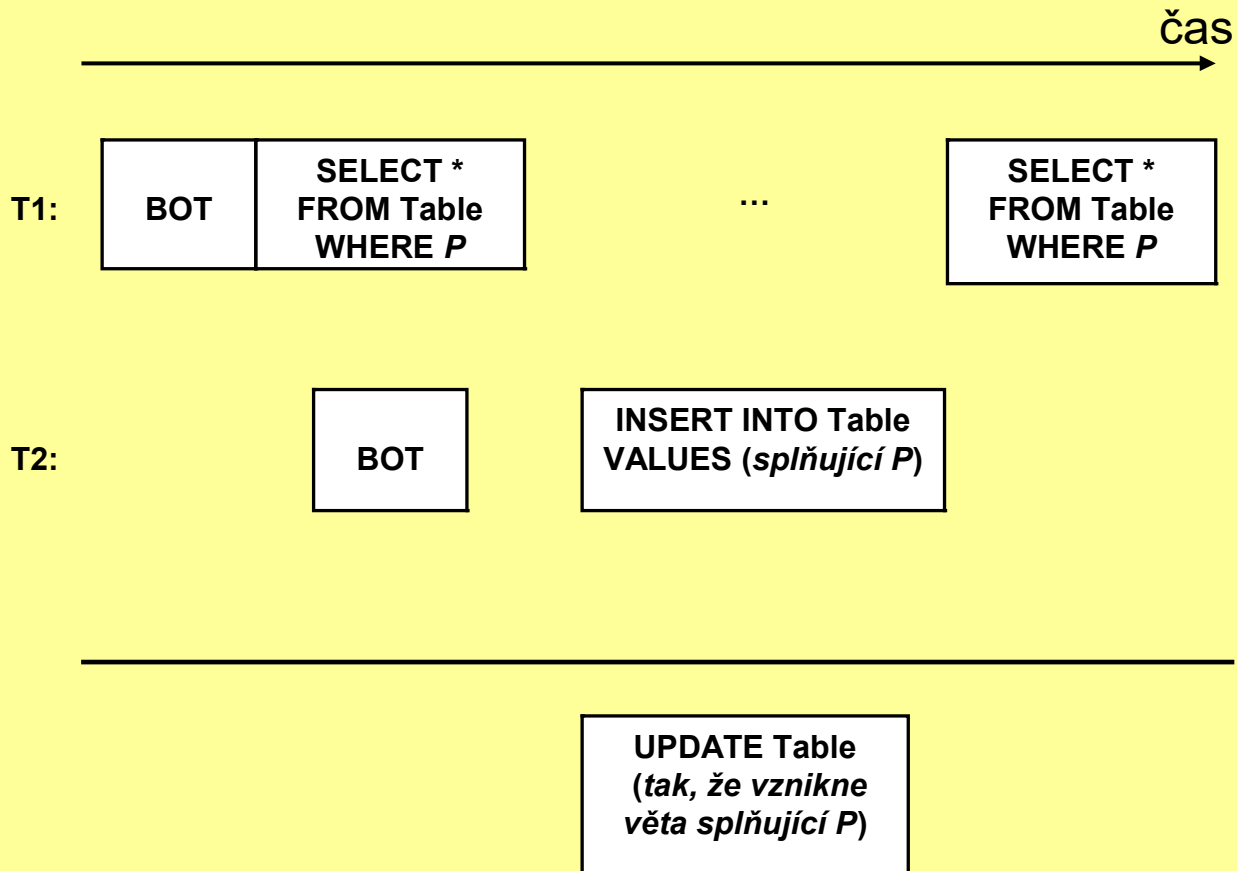 čas
T1:
BOT
SELECT *
FROM Table
WHERE P
…
SELECT *
FROM Table
WHERE P
T2:
BOT
INSERT INTO Table
VALUES (splňující P)
UPDATE Table
(tak, že vznikne
věta splňující P)